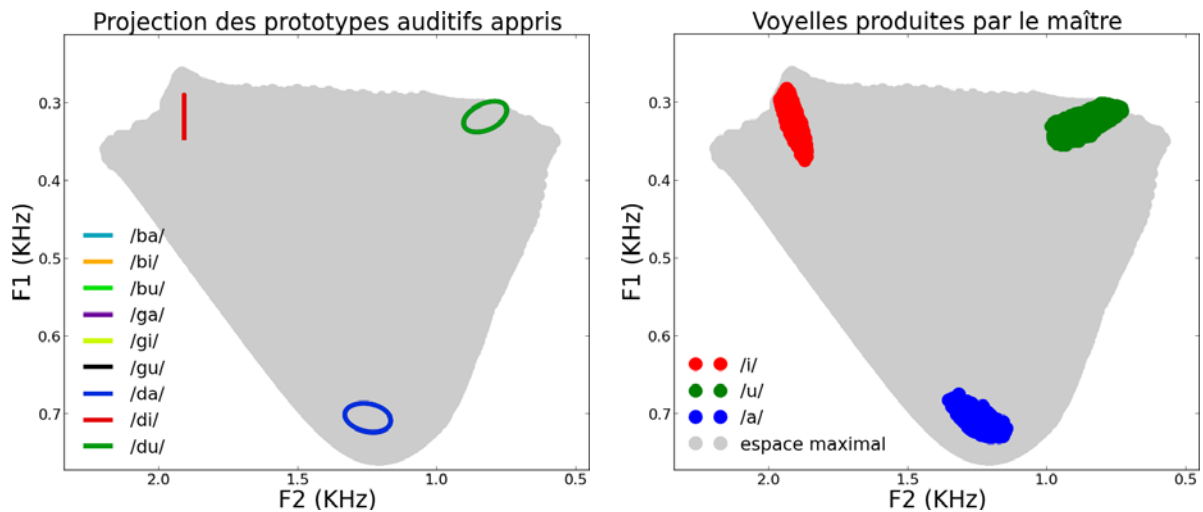 Projection des prototypes auditifs appris
0.3
0.4
0.5
0.6
0.7
F1 (KHz)
/ba/
/bi/
/bu/
/ga/
/gi/
/gu/
/da/
/di/
/du/
2.0
1.5
1.0
0.5
F2 (KHz)
Voyelles produites par le maître
0.3
0.4
0.5
0.6
0.7
F1 (KHz)
/i/
/u/
/a/
espace maximal
2.0
1.5
1.0
0.5
F2 (KHz)